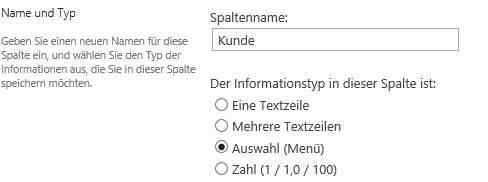 Name und Typ
Geben Sie einen neuen Namen für diese
Spalte ein, und wählen Sie den Typ der
Informationen aus, die Sie in dieser Spalte
speichern möchten.
Spaltenname:
Kunde
Der Informationstyp in dieser Spalte ist:
Eine Textzeile
Mehrere Textzeilen
Auswahl (Menü)
Zahl (1 / 1,0 / 100)